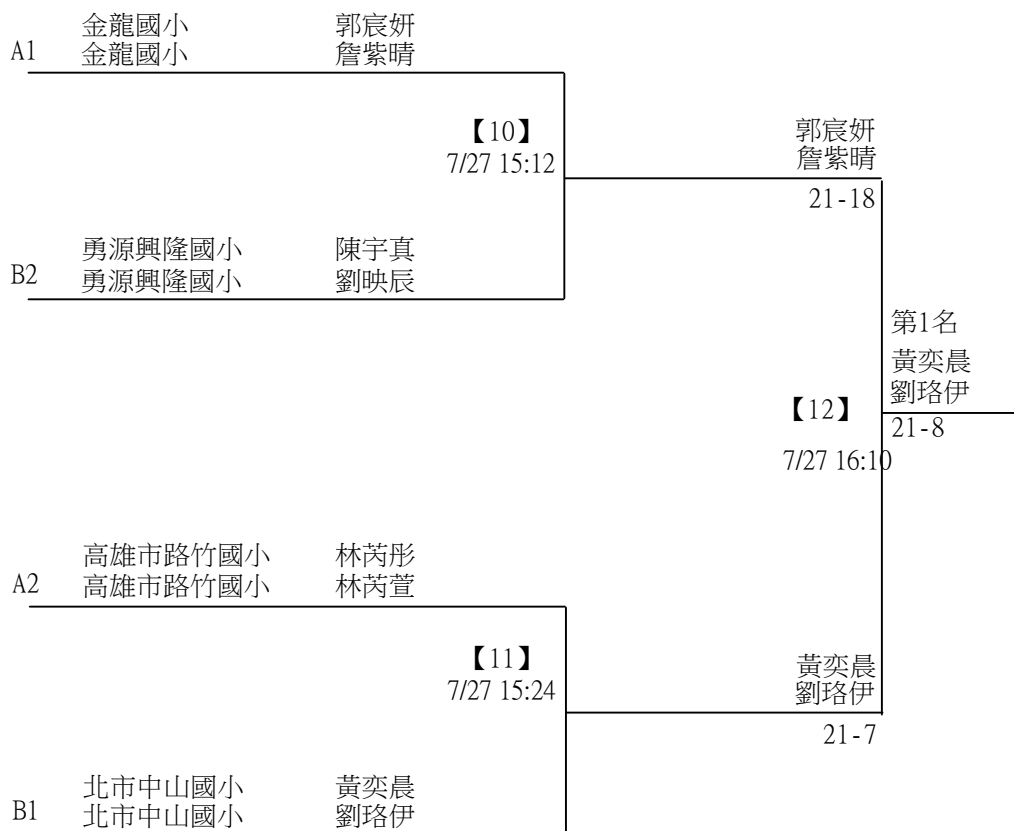 金龍國小 郭宸妍
A1 金龍國小 詹紫晴
【10】
7/27 15:12
郭宸妍
詹紫晴
21-18
勇源興隆國小 陳宇真
B2 勇源興隆國小 劉映辰
第1名
黃奕晨
劉珞伊
【12】
21-8
7/27 16:10
高雄市路竹國小 林芮彤
A2 高雄市路竹國小 林芮萱
【11】
7/27 15:24
黃奕晨
劉珞伊
21-7
北市中山國小 黃奕晨
B1 北市中山國小 劉珞伊